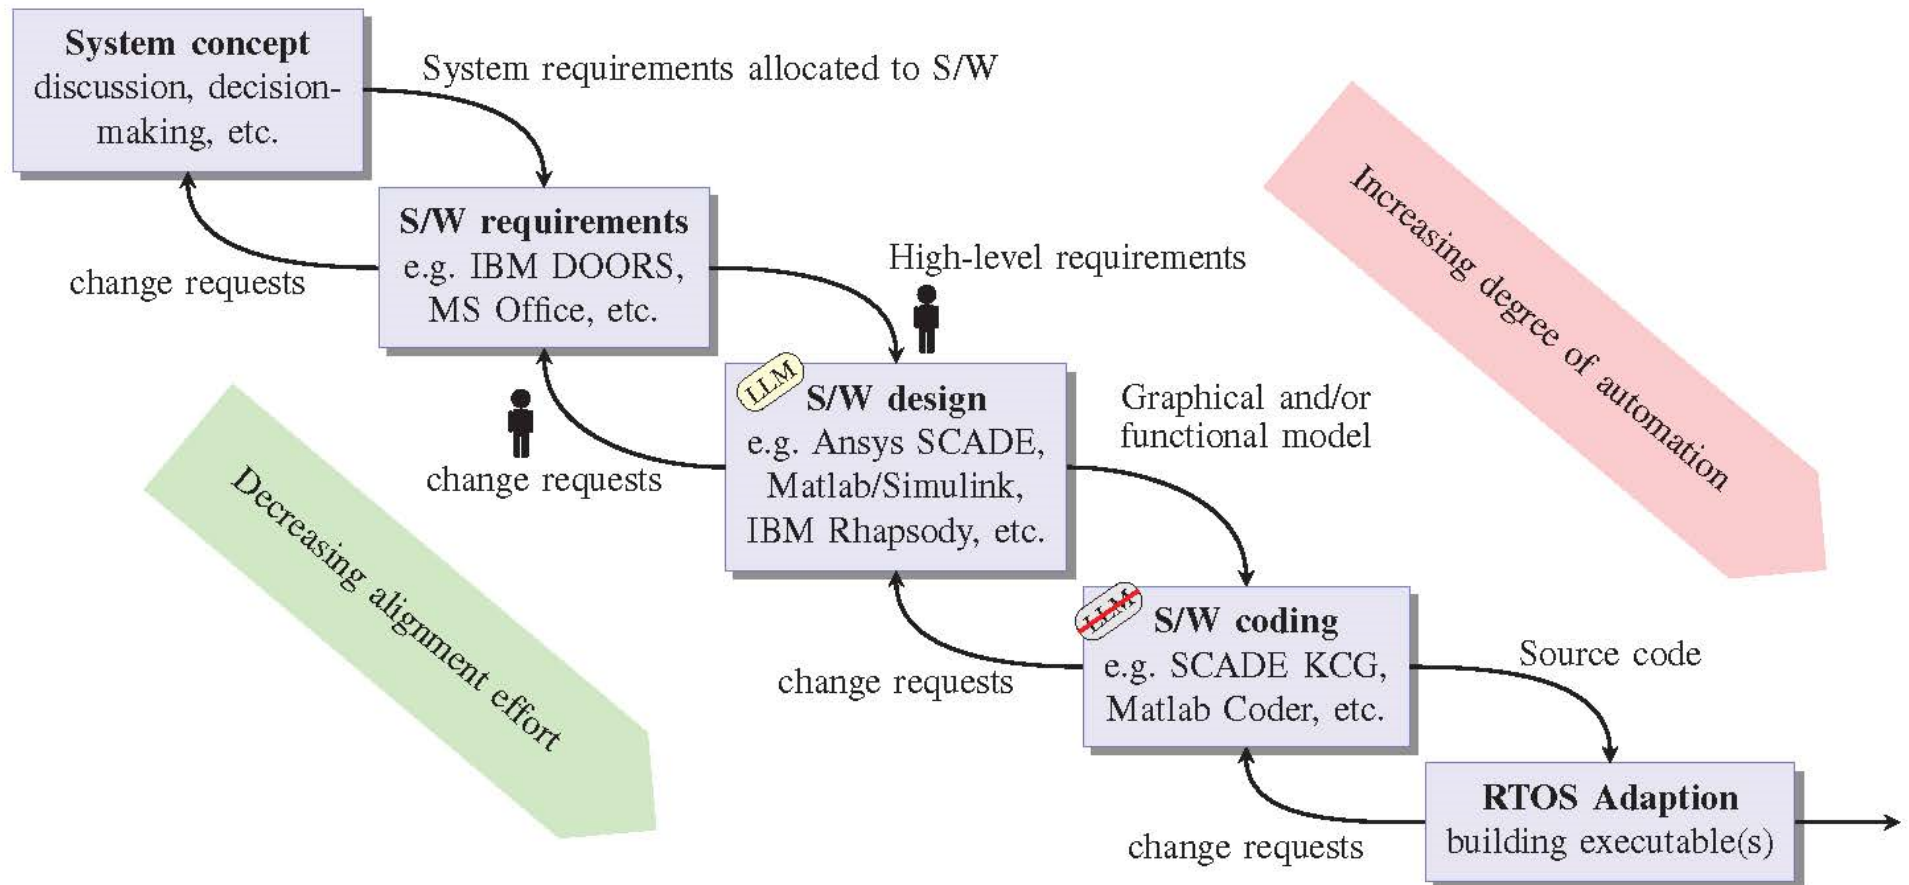 System concept
discussion, decision-
making, etc.
System requirements allocated to S/W
change requests
S/W requirements
e.g. IBM DOORS,
MS Office, etc.
High-level requirements
change requests
LLM
S/W design
e.g. Ansys SCADE,
Matlab/Simulink,
IBM Rhapsody, etc.
Graphical and/or
functional model
change requests
LLM
S/W coding
e.g. SCADE KCG,
Matlab Coder, etc.
Source code
change requests
RTOS Adaption
building executable(s)
Increasing degree of automation
Decreasing alignment effort